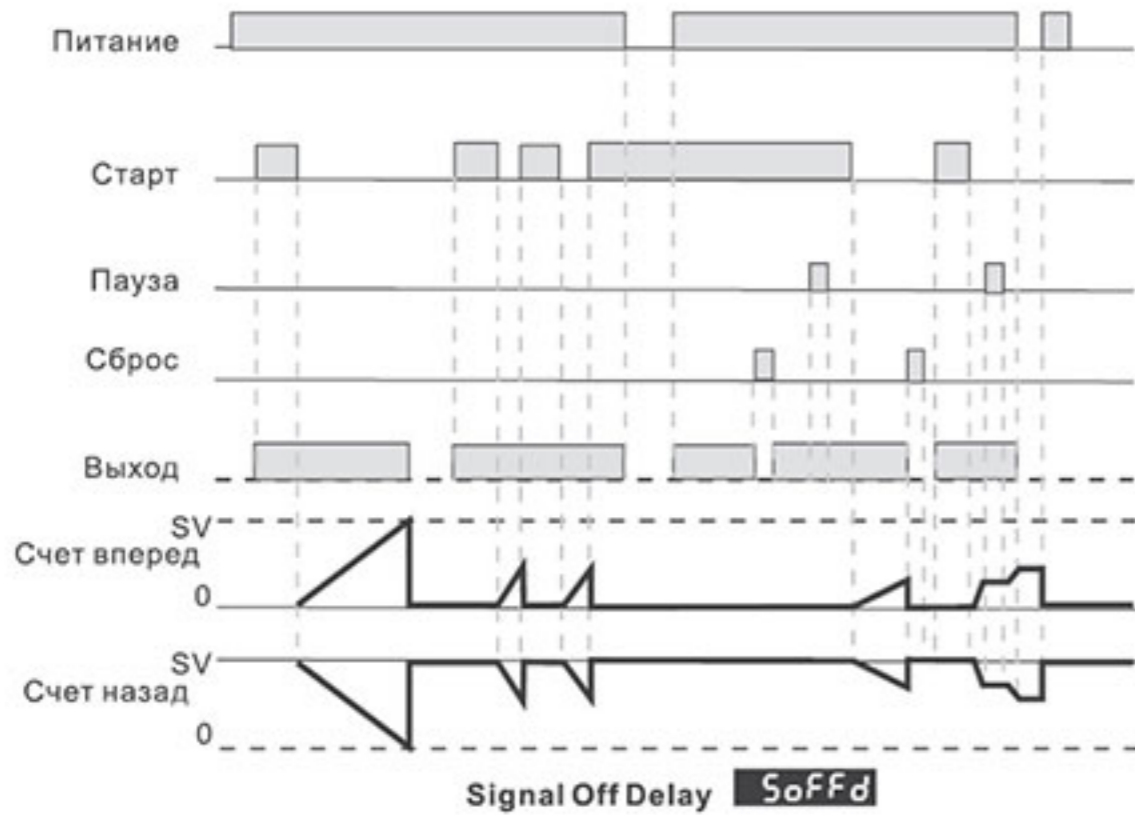 Питание
Старт
Пауза
Сброс
Выход
SV
Счет вперед
0
SV
Счет назад
0
Signal Off Delay SoFFd